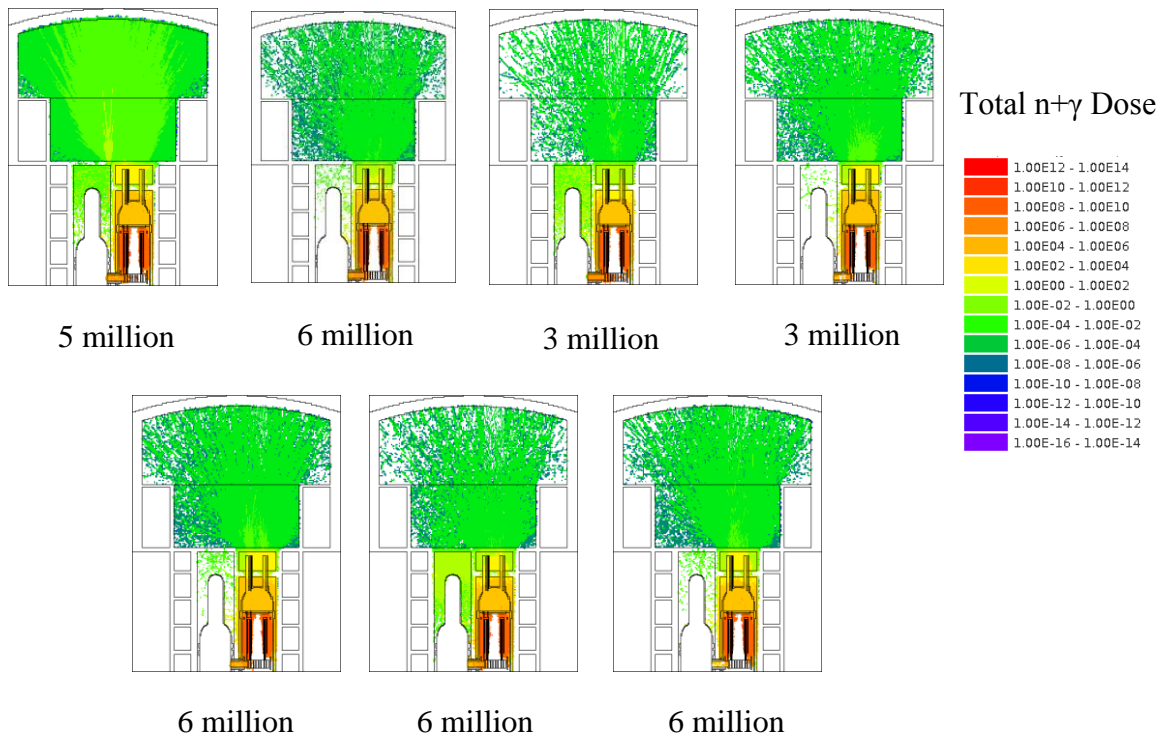 Total n+γ Dose
1.00E12 - 1.00E14
1.00E10 - 1.00E12
1.00E08 - 1.00E10
1.00E06 - 1.00E08
1.00E04 - 1.00E06
1.00E02 - 1.00E04
1.00E00 - 1.00E02
1.00E-02 - 1.00E00
1.00E-04 - 1.00E-02
1.00E-06 - 1.00E-04
1.00E-08 - 1.00E-06
1.00E-10 - 1.00E-08
1.00E-12 - 1.00E-10
1.00E-14 - 1.00E-12
1.00E-16 - 1.00E-14
5 million
6 million
3 million
3 million
6 million
6 million
6 million